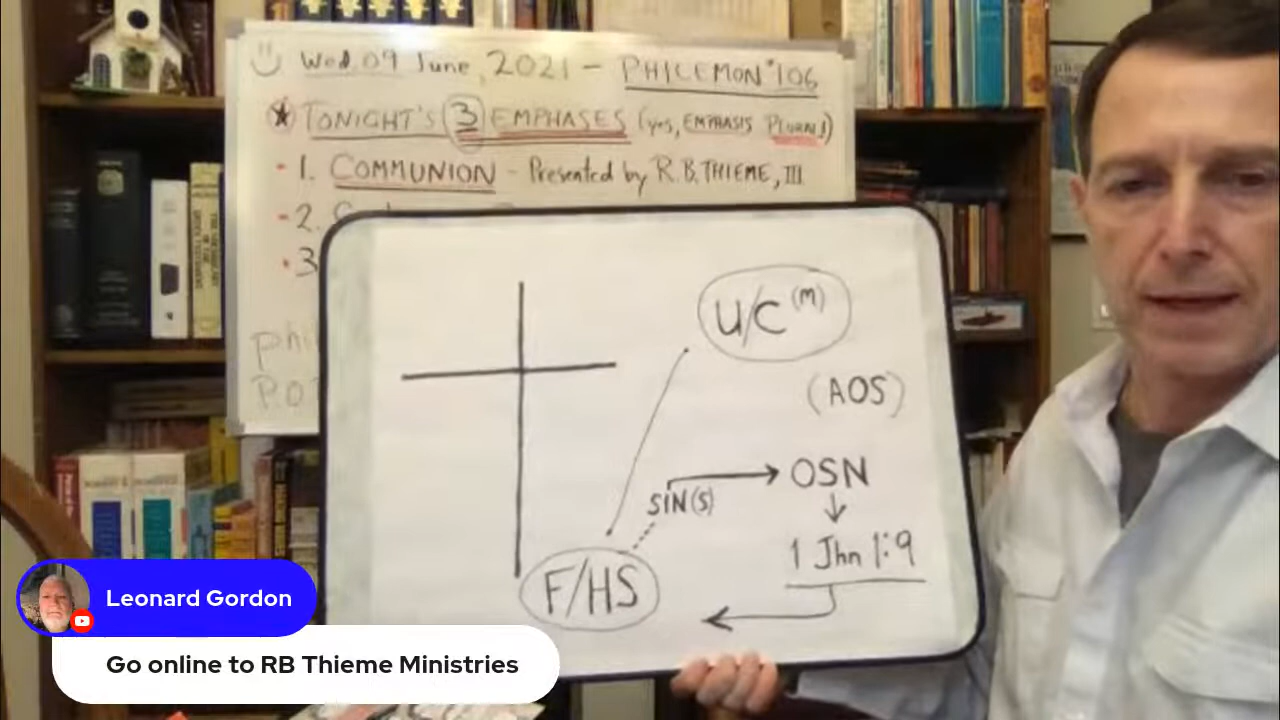 Wed. 09 June, 2021 - PHILEMON #106
TONIGHT'S 3 EMPHASES (yes, EMPHASIS PLURAL!)
1. COMMUNION - Presented by R.B. THIEME, III
2.
3
U/C (M)
(AOS)
SIN(S) OSN
1 Jhn 1:9
F/HS
Leonard Gordon
Go online to RB Thieme Ministries